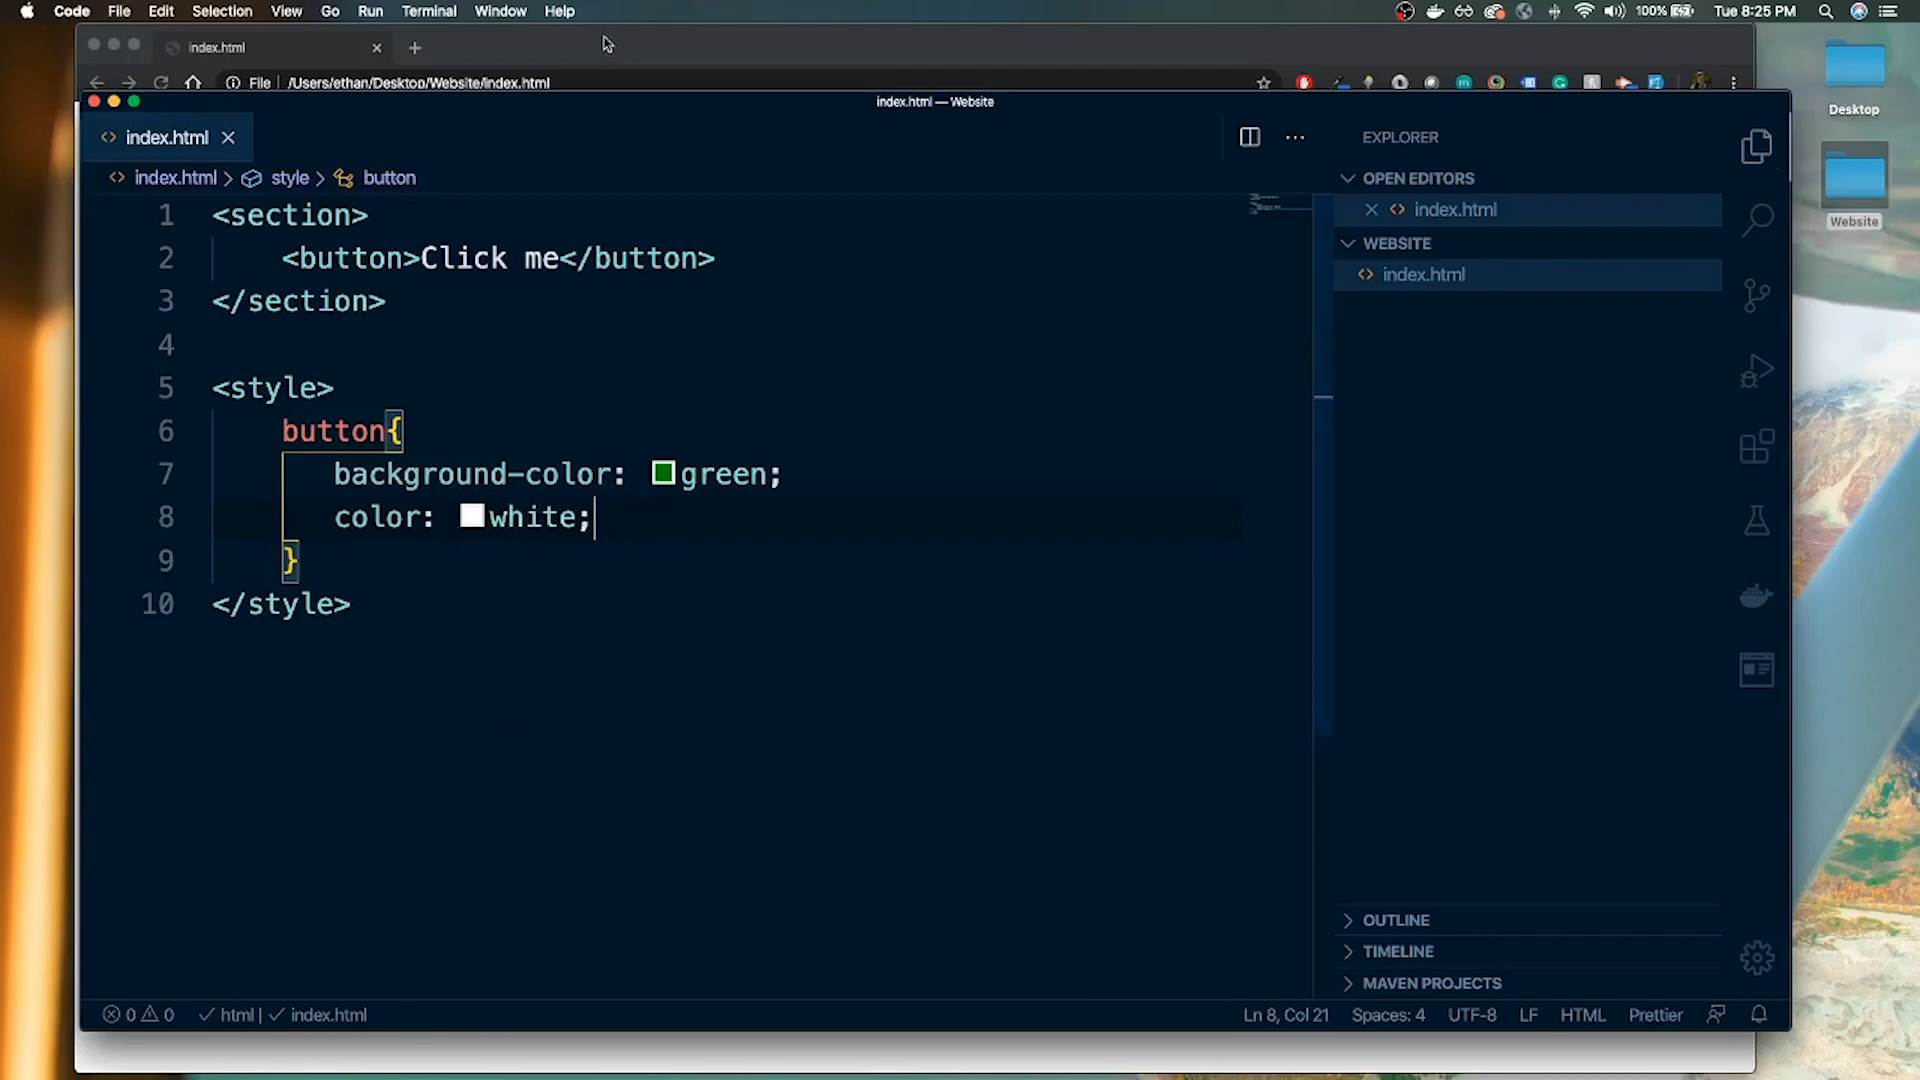 Code File Edit Selection View Go Run Terminal Window Help 100% Tue 8:25 PM
index.html
File /Users/ethan/Desktop/Website/index.html
index.html — Website
Desktop
Website
index.html
index.html > style > button
1 <section>
2 <button>Click me</button>
3 </section>
4
5 <style>
6 button{
7 background-color: green;
8 color: white;
9 }
10 </style>
EXPLORER
OPEN EDITORS
index.html
WEBSITE
index.html
OUTLINE
TIMELINE
MAVEN PROJECTS
0 0 html | index.html Ln 8, Col 21 Spaces: 4 UTF-8 LF HTML Prettier